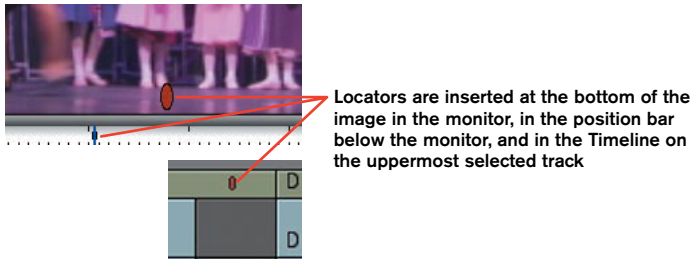 Locators are inserted at the bottom of the
image in the monitor, in the position bar
below the monitor, and in the Timeline on
the uppermost selected track
D
D